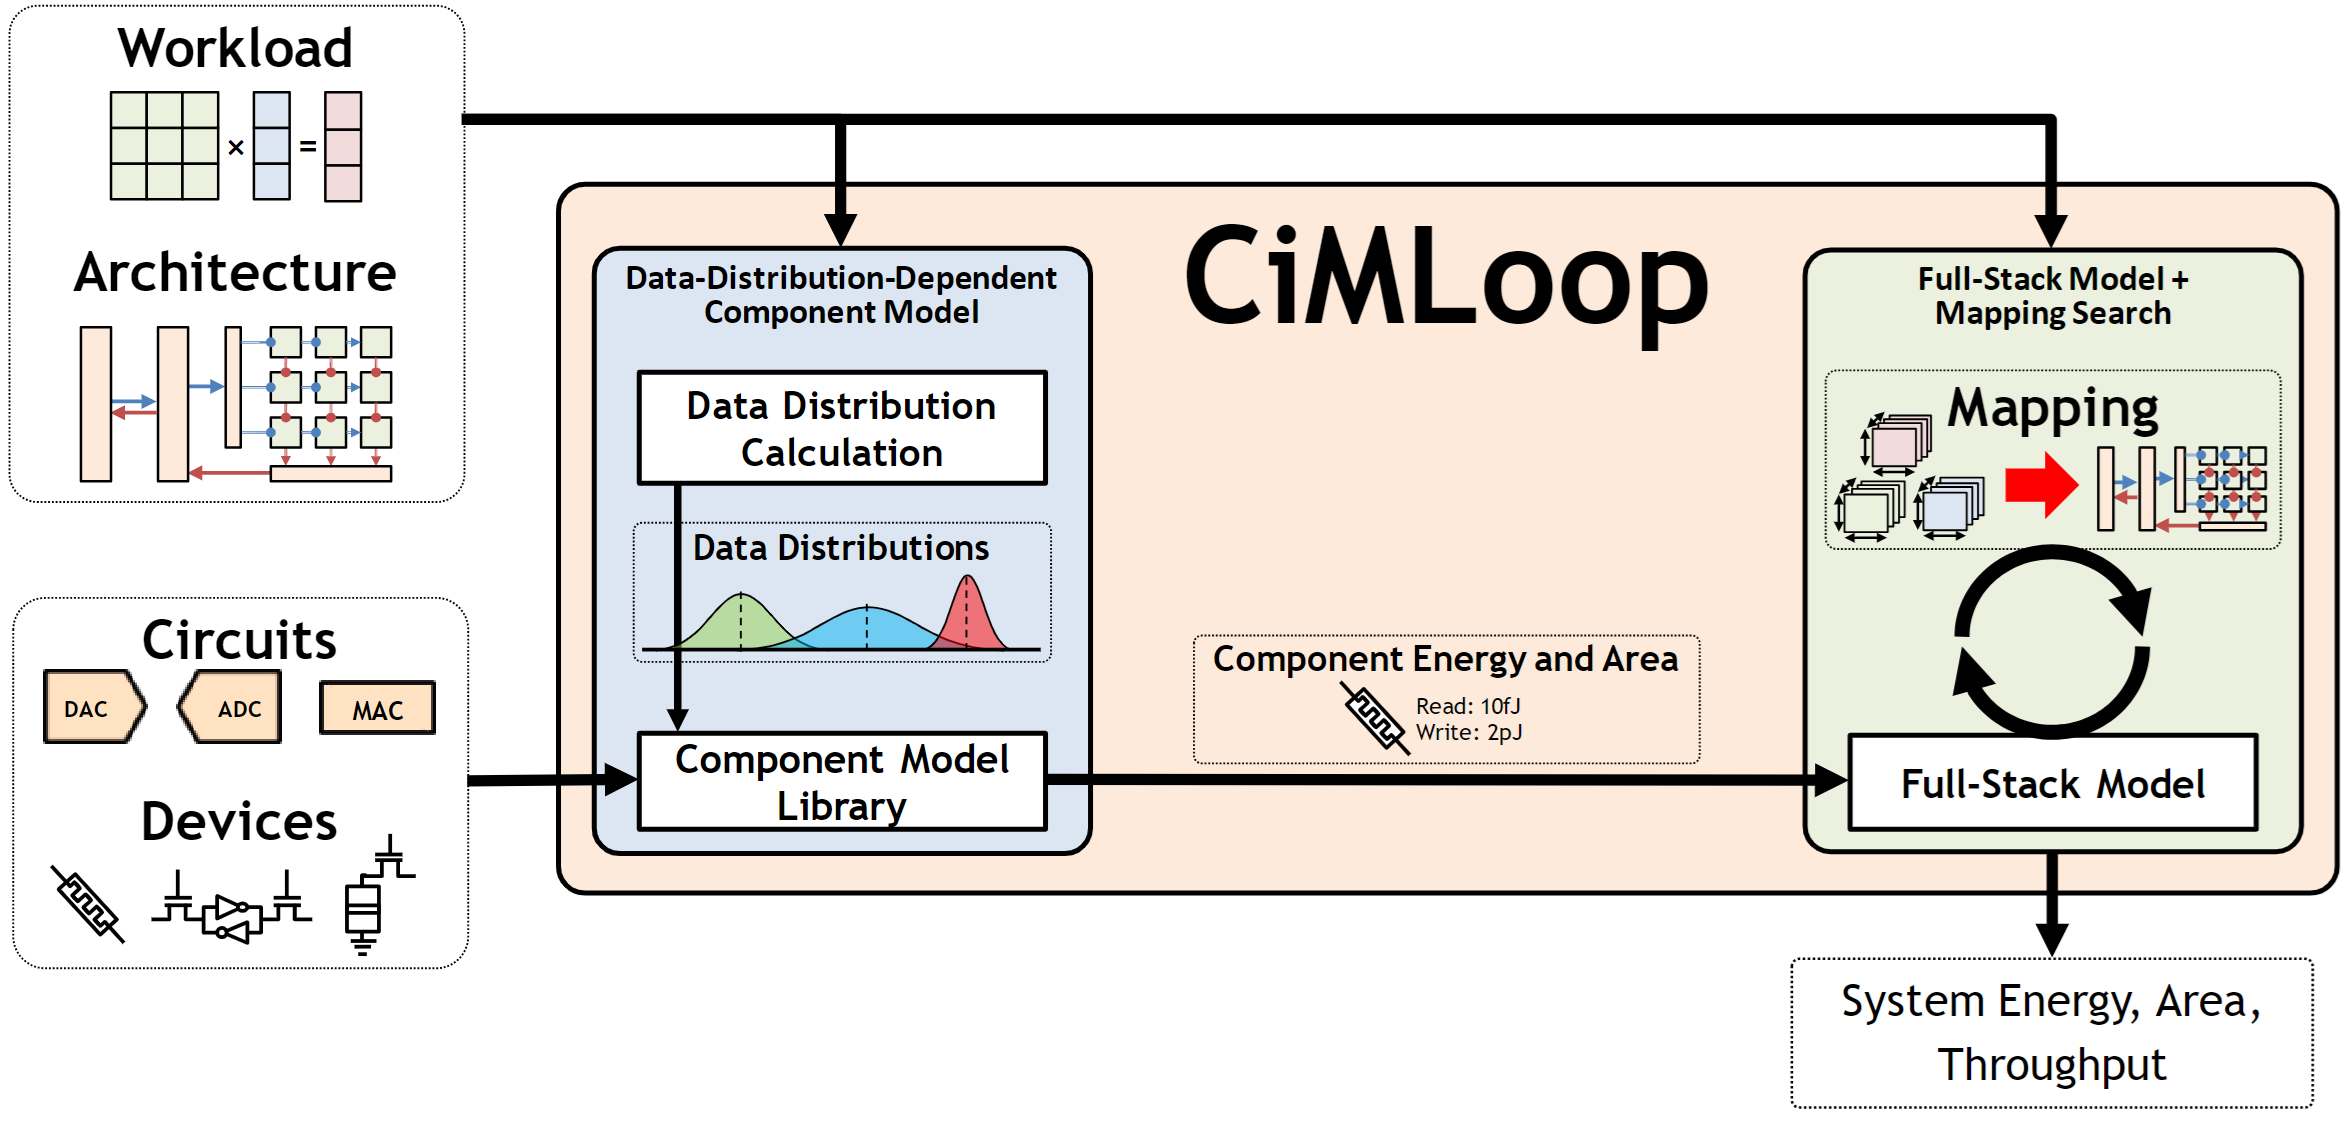 Workload
× =
Architecture
Circuits
DAC
ADC
MAC
Devices
CiMLoop
Data-Distribution-Dependent
Component Model
Data Distribution
Calculation
Data Distributions
Component Model
Library
Component Energy and Area
Read: 10fJ
Write: 2pJ
Full-Stack Model +
Mapping Search
Mapping
Full-Stack Model
System Energy, Area,
Throughput